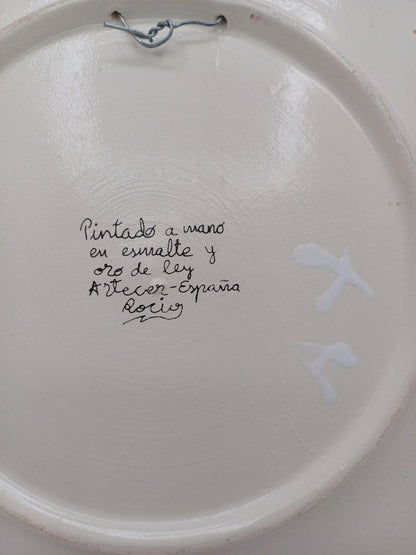 Pintado a mano
en esmalte y
oro de ley
Artecer-España
Rocio